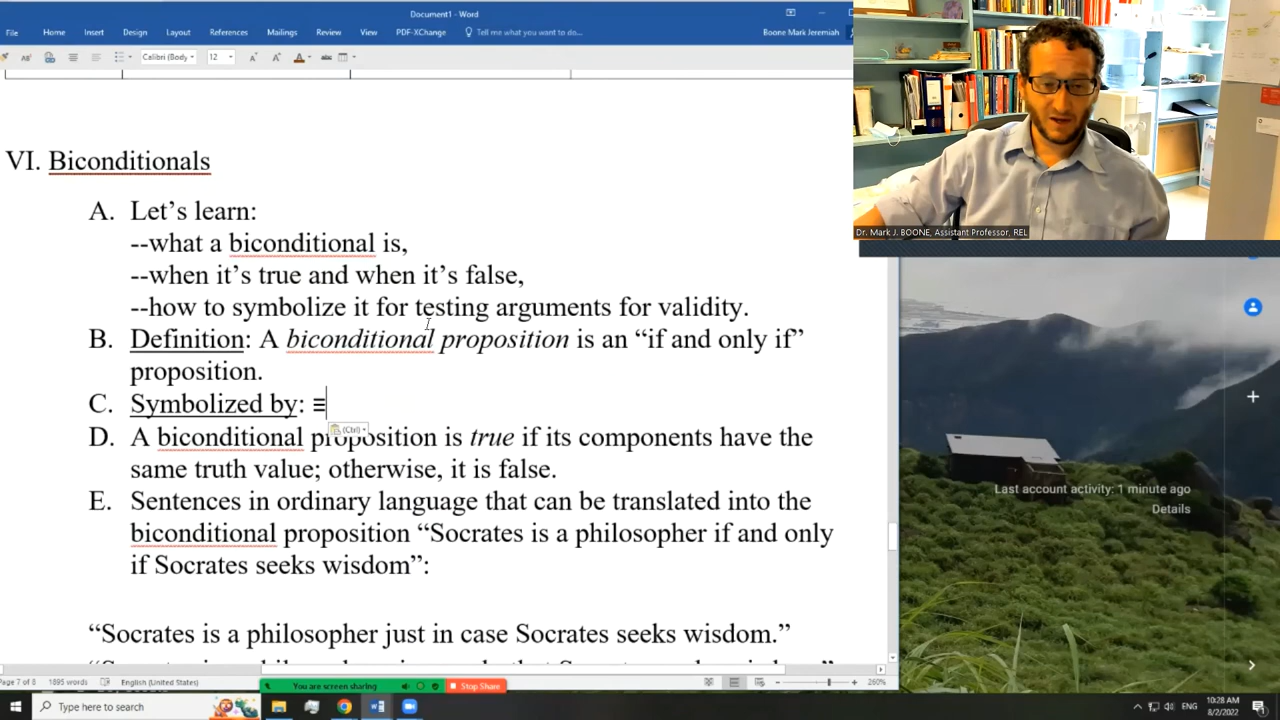 Document1 - Word
File Home Insert Design Layout References Mailings Review View PDF-XChange Tell me what you want to do... Boone Mark Jeremiah
Calibri (Body) 12
VI. Biconditionals
A. Let’s learn:
--what a biconditional is,
--when it’s true and when it’s false,
--how to symbolize it for testing arguments for validity.
B. Definition: A biconditional proposition is an “if and only if”
proposition.
C. Symbolized by: ≡
(Ctrl)
D. A biconditional proposition is true if its components have the
same truth value; otherwise, it is false.
E. Sentences in ordinary language that can be translated into the
biconditional proposition “Socrates is a philosopher if and only
if Socrates seeks wisdom”:
“Socrates is a philosopher just in case Socrates seeks wisdom.”
Dr. Mark J. BOONE, Assistant Professor, REL
Last account activity: 1 minute ago
Details
Page 7 of 8 1895 words English (United States) 260%
You are screen sharing Stop Share
Type here to search
ENG
10:28 AM
8/2/2022